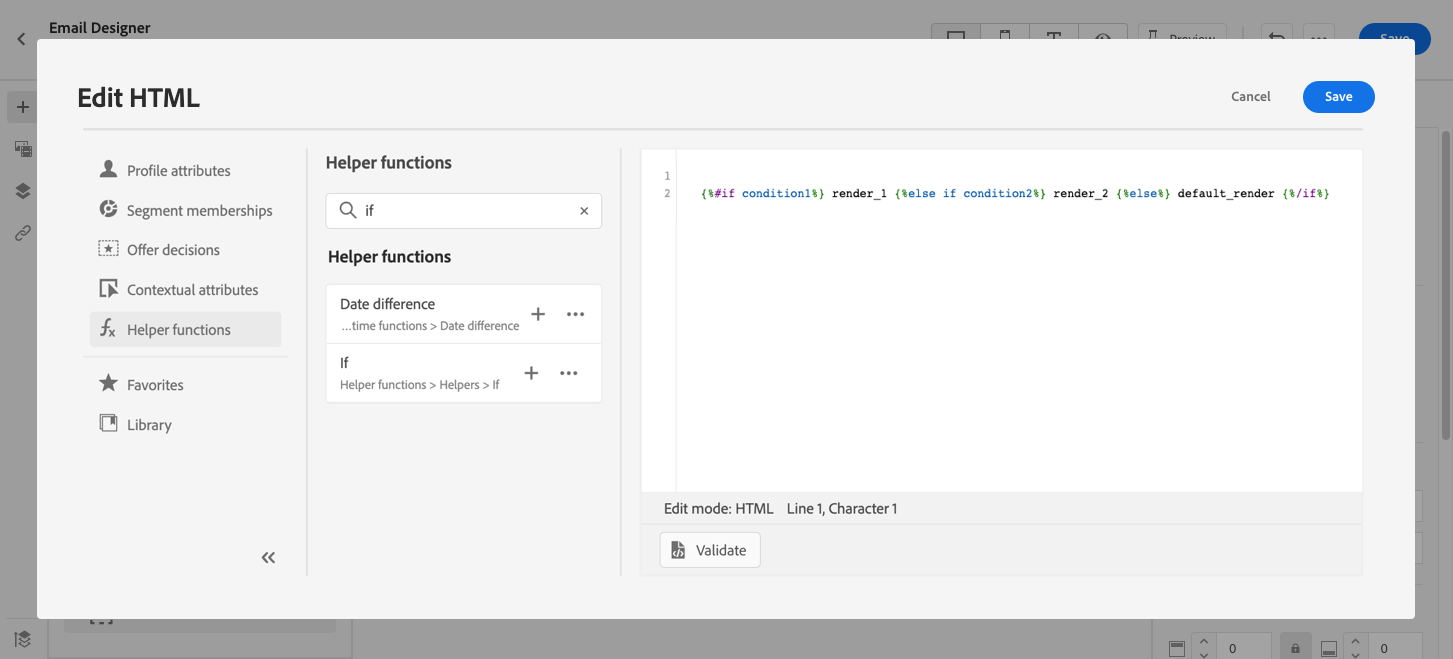 Email Designer
Preview
Save
Edit HTML
Cancel
Save
Profile attributes
Segment memberships
Offer decisions
Contextual attributes
Helper functions
Favorites
Library
Helper functions
if
Helper functions
Date difference
...time functions > Date difference
If
Helper functions > Helpers > If
1
2 {%#if condition1%} render_1 {%else if condition2%} render_2 {%else%} default_render {%/if%}
Edit mode: HTML Line 1, Character 1
Validate
0
0